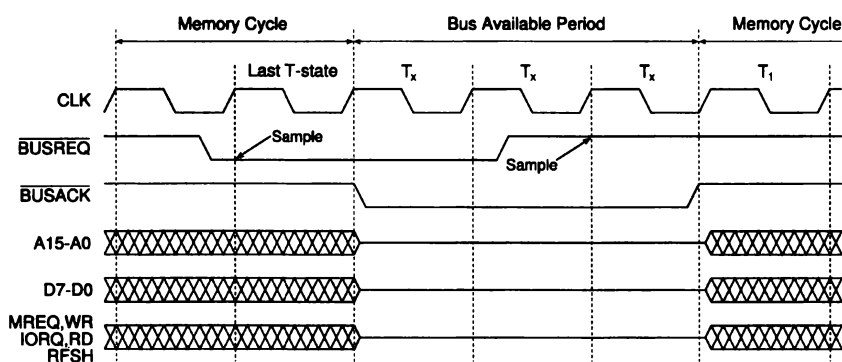 Memory Cycle Bus Available Period Memory Cycle
Last T-state Tx Tx Tx T1
CLK
BUSREQ Sample Sample
BUSACK
A15-A0
D7-D0
MREQ,WR
IORQ,RD
RFSH